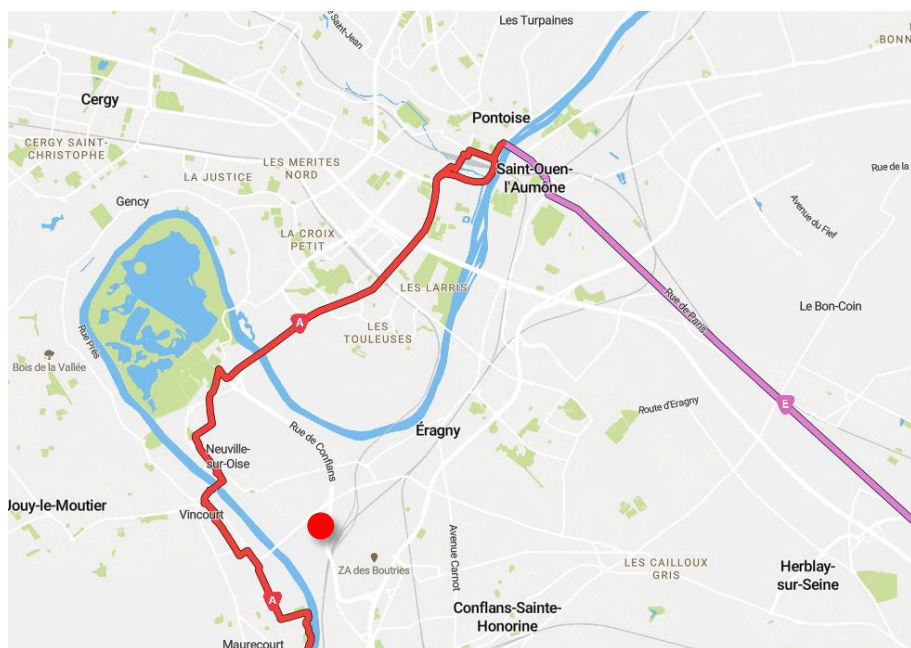 Les Turpaines
Saint-Jean
BONN
Cergy
Pontoise
CERGY SAINT-
CHRISTOPHE
LES MERITES
NORD
Saint-Ouen-
l'Aumône
Rue de la
LA JUSTICE
Gency
Avenue du Fief
LA CROIX
PETIT
LES LARRIS
Rue de Paris
Le Bon-Coin
A
LES
TOULEUSES
Rue Prés
Bois de la Vallée
E
Route d'Eragny
Rue de Conflans
Éragny
Neuville-
sur-Oise
Jouy-le-Moutier
Vincourt
Avenue Carnot
ZA des Boutries
LES CAILLOUX
GRIS
Herblay-
sur-Seine
A
Conflans-Sainte-
Honorine
Maurecourt